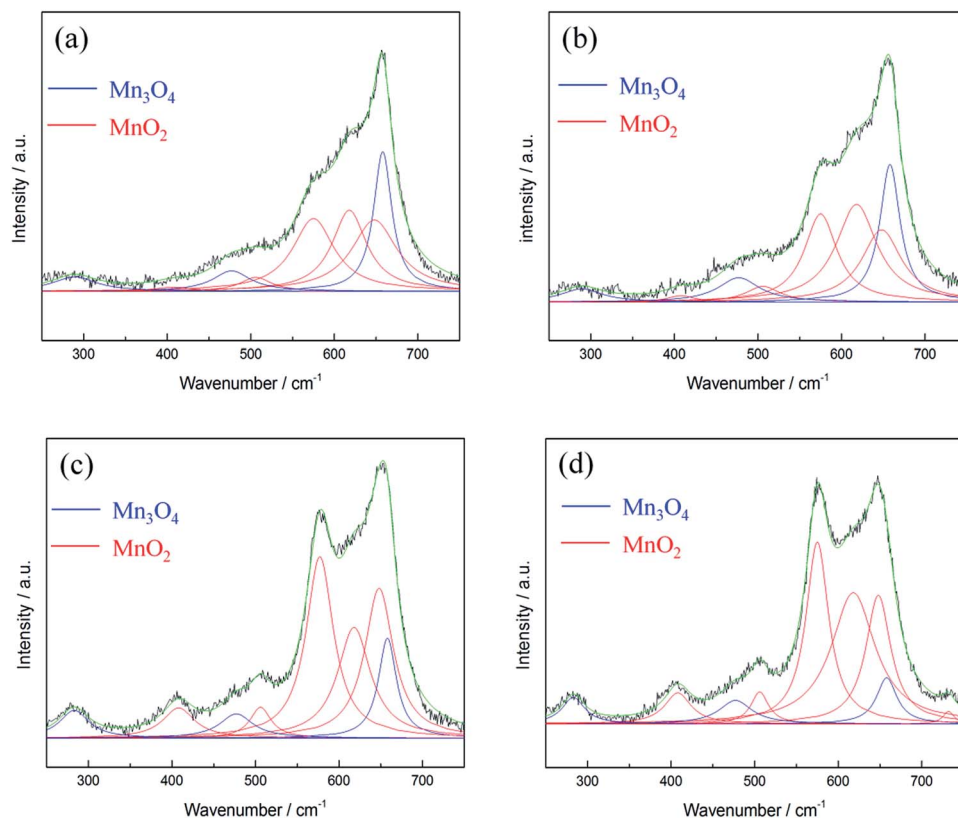 (a)
Mn₃O₄
MnO₂
Intensity / a.u.
300 400 500 600 700
Wavenumber / cm⁻¹
(b)
Mn₃O₄
MnO₂
intensity / a.u.
300 400 500 600 700
Wavenumber / cm⁻¹
(c)
Mn₃O₄
MnO₂
Intensity / a.u.
300 400 500 600 700
Wavenumber / cm⁻¹
(d)
Mn₃O₄
MnO₂
Intensity / a.u.
300 400 500 600 700
Wavenumber / cm⁻¹